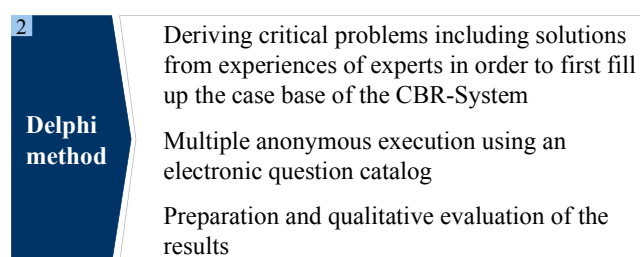 2
Delphi
method
Deriving critical problems including solutions
from experiences of experts in order to first fill
up the case base of the CBR-System
Multiple anonymous execution using an
electronic question catalog
Preparation and qualitative evaluation of the
results